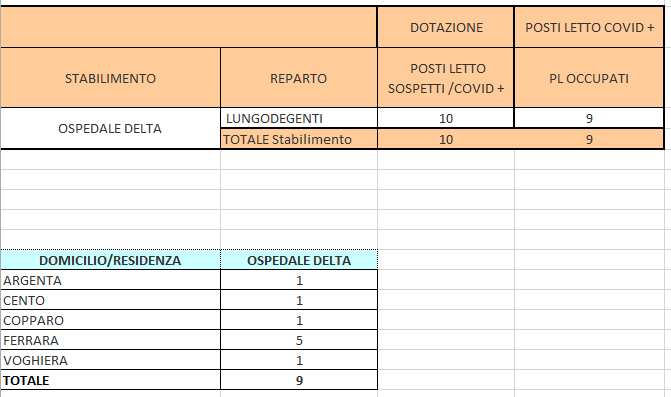 DOTAZIONE POSTI LETTO COVID +
STABILIMENTO REPARTO POSTI LETTO SOSPETTI /COVID + PL OCCUPATI
OSPEDALE DELTA LUNGODEGENTI 10 9
TOTALE Stabilimento 10 9
DOMICILIO/RESIDENZA OSPEDALE DELTA
ARGENTA 1
CENTO 1
COPPARO 1
FERRARA 5
VOGHIERA 1
TOTALE 9